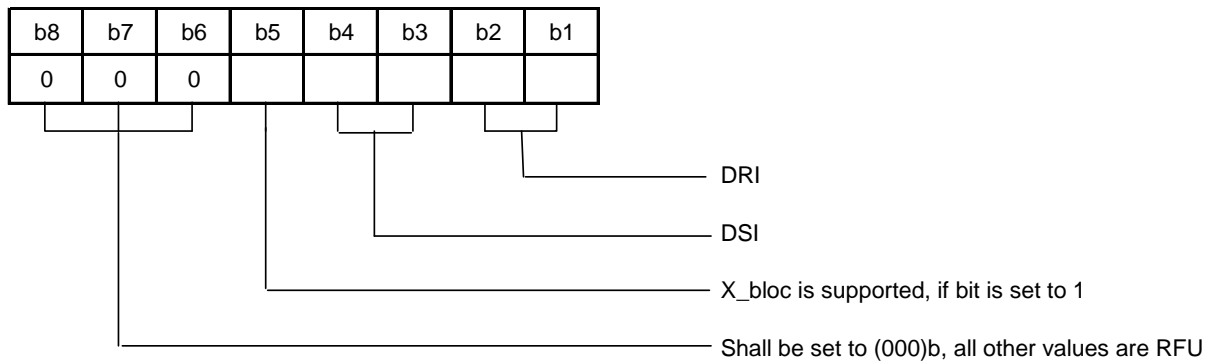 b8 b7 b6 b5 b4 b3 b2 b1
0 0 0
DRI
DSI
X_bloc is supported, if bit is set to 1
Shall be set to (000)b, all other values are RFU